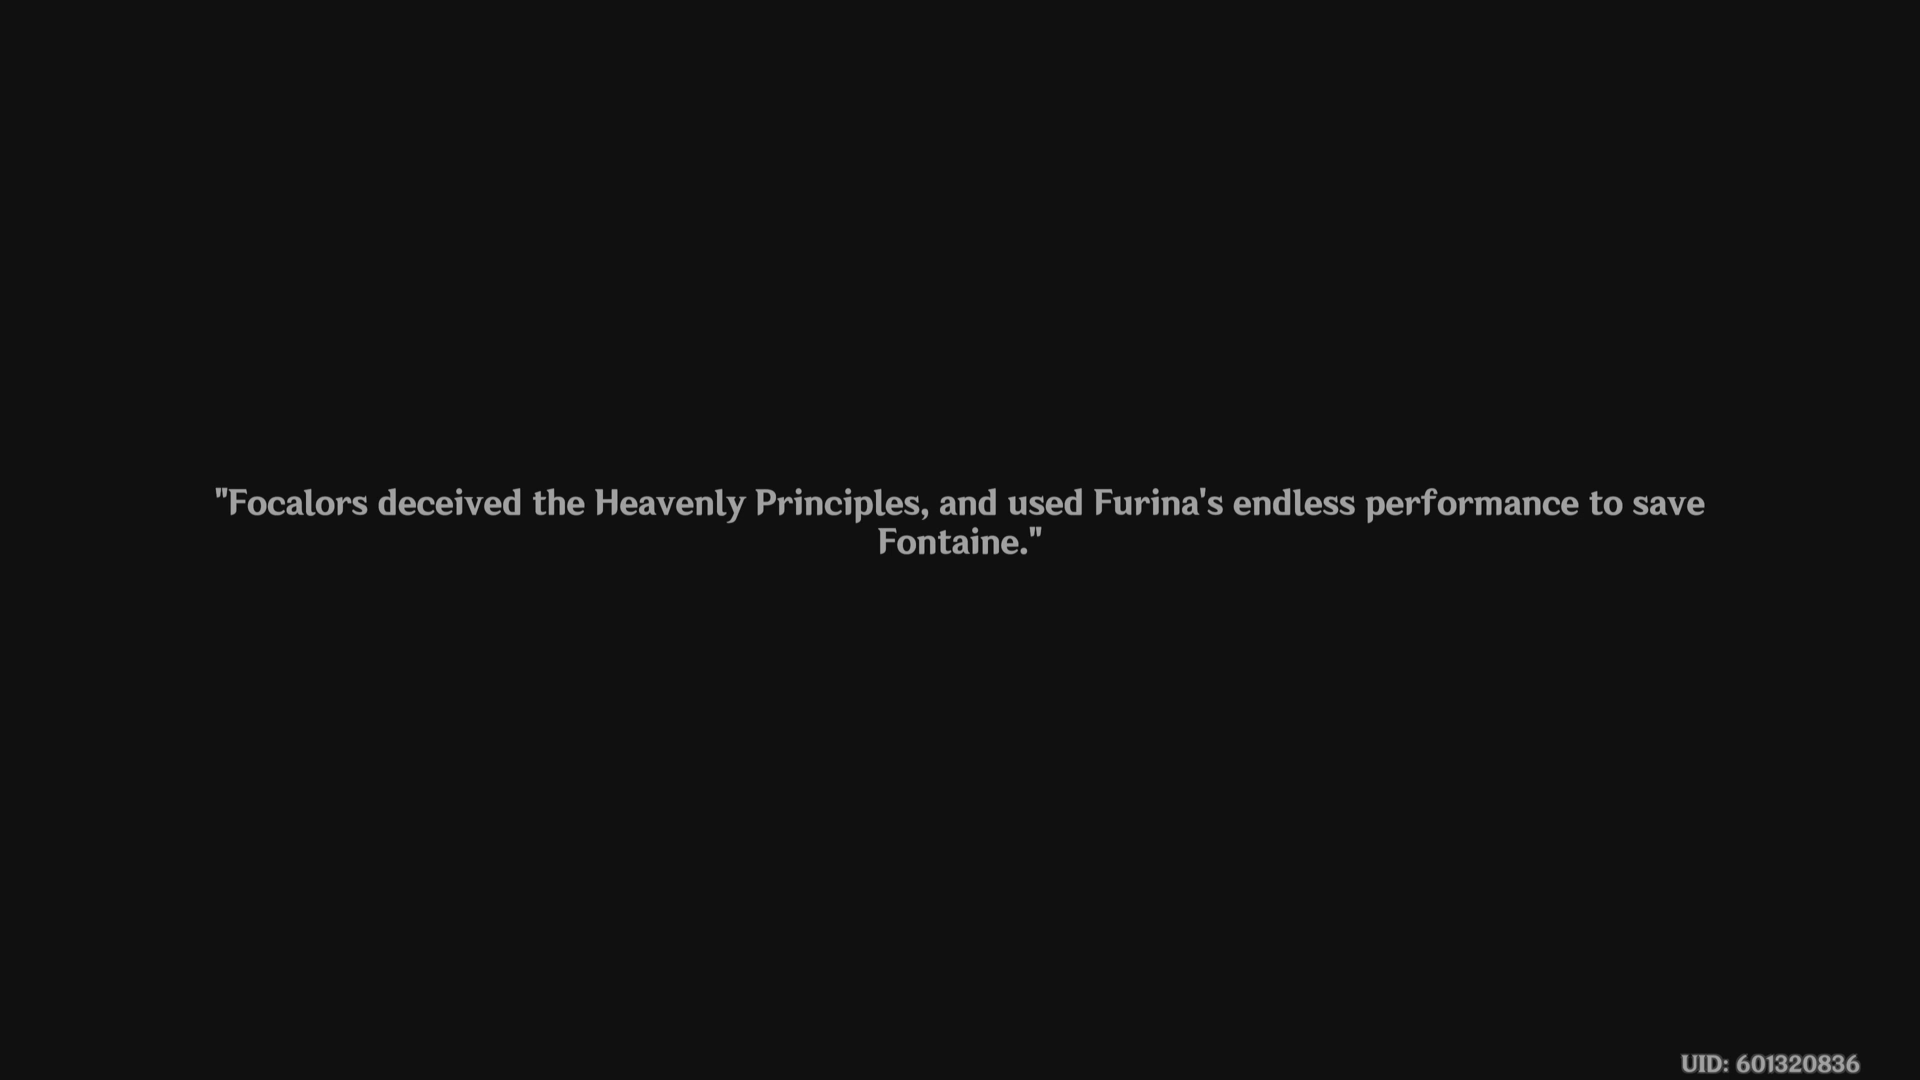 "Focalors deceived the Heavenly Principles, and used Furina's endless performance to save
Fontaine."
UID: 601320836